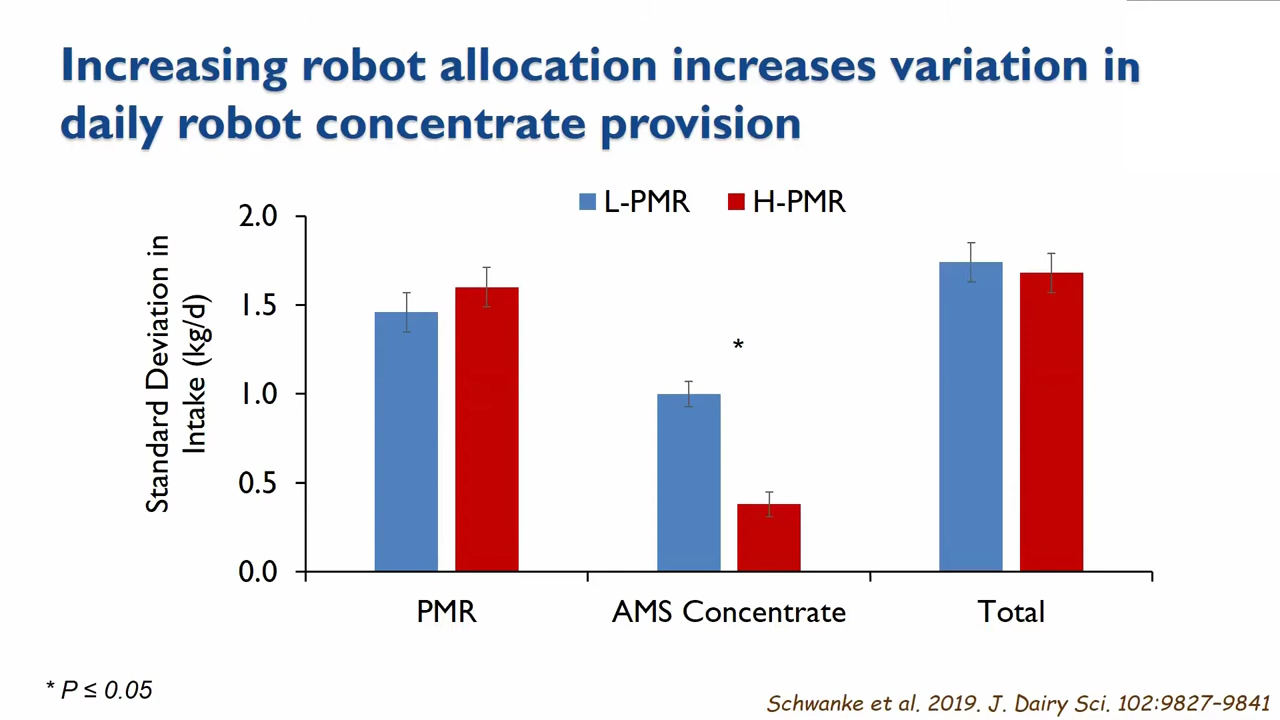 Increasing robot allocation increases variation in
daily robot concentrate provision
L-PMR H-PMR
Standard Deviation in
Intake (kg/d)
2.0
1.5
1.0
0.5
0.0
*
PMR AMS Concentrate Total
* P ≤ 0.05
Schwanke et al. 2019. J. Dairy Sci. 102:9827–9841